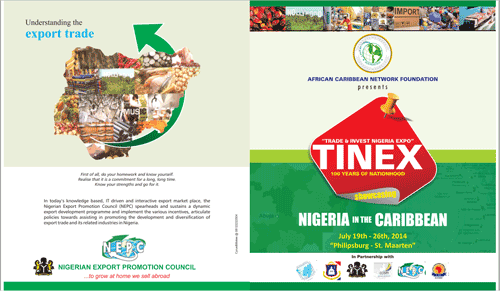 Understanding the
export trade
MUSIC
First of all, do your homework and know yourself.
Realise that it is a commitment for a long, long time.
Know your strengths and go for it.
In today's knowledge based, IT driven and interactive export market place, the
Nigerian Export Promotion Council (NEPC) spearheads and sustains a dynamic
export development programme and implement the various incentives, articulate
policies towards assisting in promoting the development and diversification of
export trade and its related industries in Nigeria.
NEPC
NIGERIAN EXPORT PROMOTION COUNCIL
...to grow at home we sell abroad
IMPORT
AFRICAN CARIBBEAN NETWORK FOUNDATION
presents
"TRADE & INVEST NIGERIA EXPO"
TINEX
100 YEARS OF NATIONHOOD
showcasing
NIGERIA IN THE CARIBBEAN
July 19th - 26th, 2014
"Philipsburg - St. Maarten"
In Partnership with
NEPC